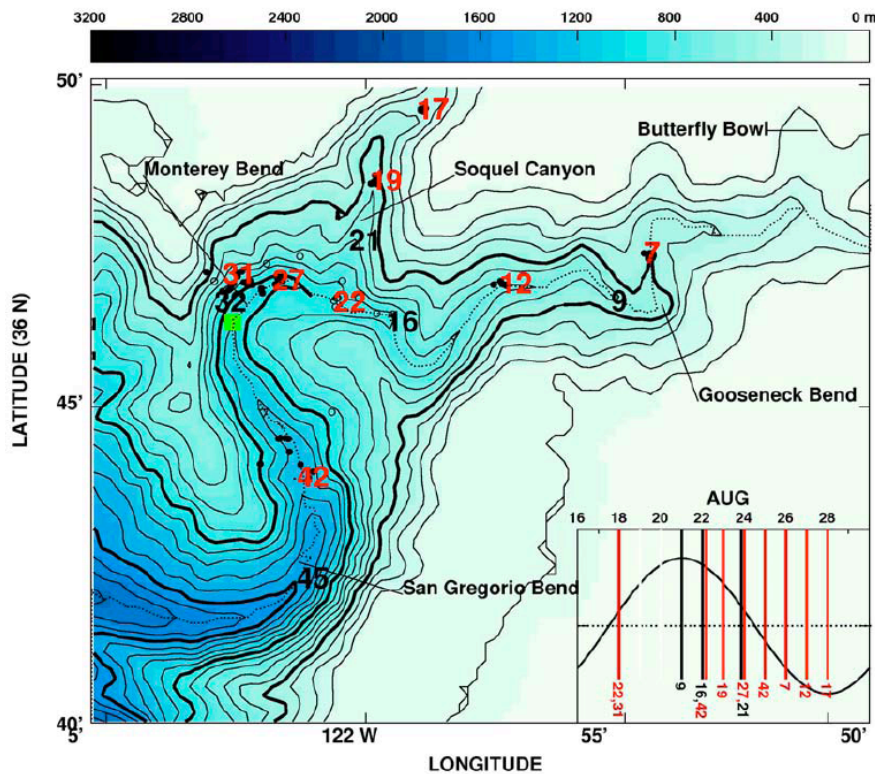 3200 2800 2400 2000 1600 1200 800 400 0 m
50'
17
Butterfly Bowl
Monterey Bend
19
Soquel Canyon
21
7
31
27
12
32
22
9
16
LATITUDE (36 N)
45'
Gooseneck Bend
42
AUG
16 18 20 22 24 26 28
45
San Gregorio Bend
22,31
9
16,42
19
27,21
42
7
12
17
40'
5' 122 W 55' 50'
LONGITUDE